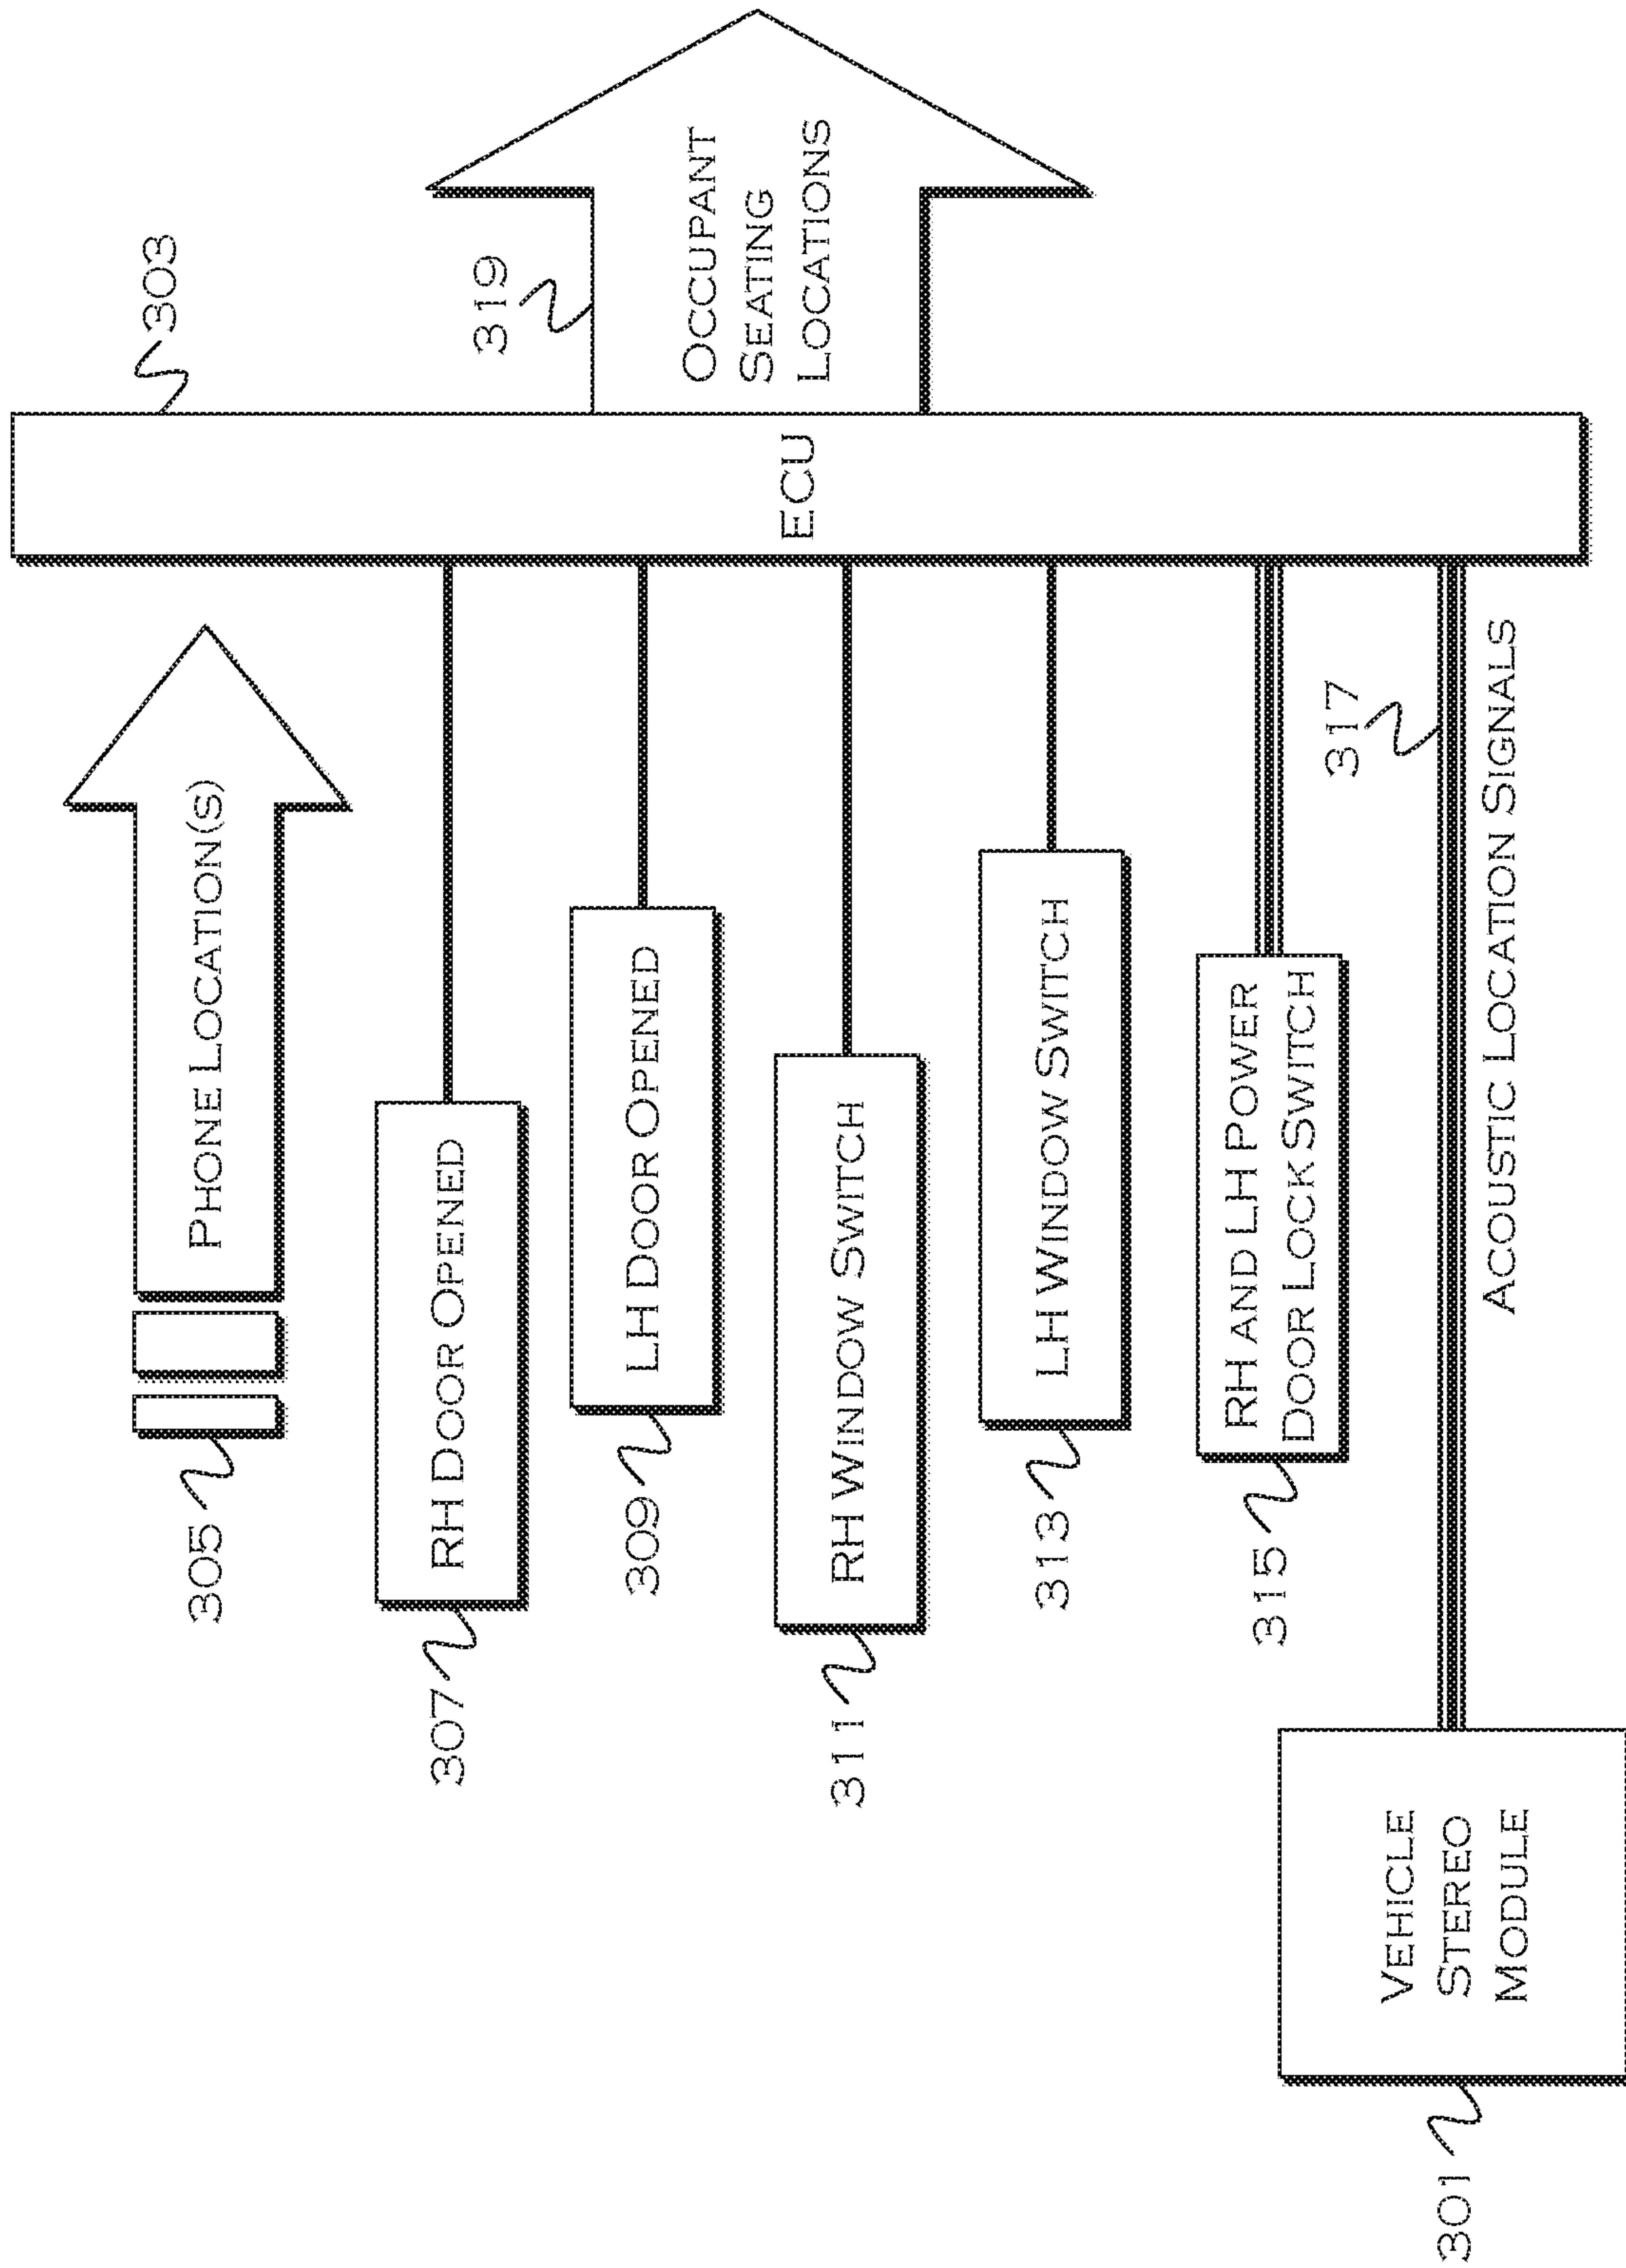 305
PHONE LOCATION(S)
307
RH DOOR OPENED
309
LH DOOR OPENED
311
RH WINDOW SWITCH
313
LH WINDOW SWITCH
315
RH AND LH POWER
DOOR LOCK SWITCH
301
VEHICLE
STEREO
MODULE
317
ACOUSTIC LOCATION SIGNALS
303
ECU
319
OCCUPANT
SEATING
LOCATIONS